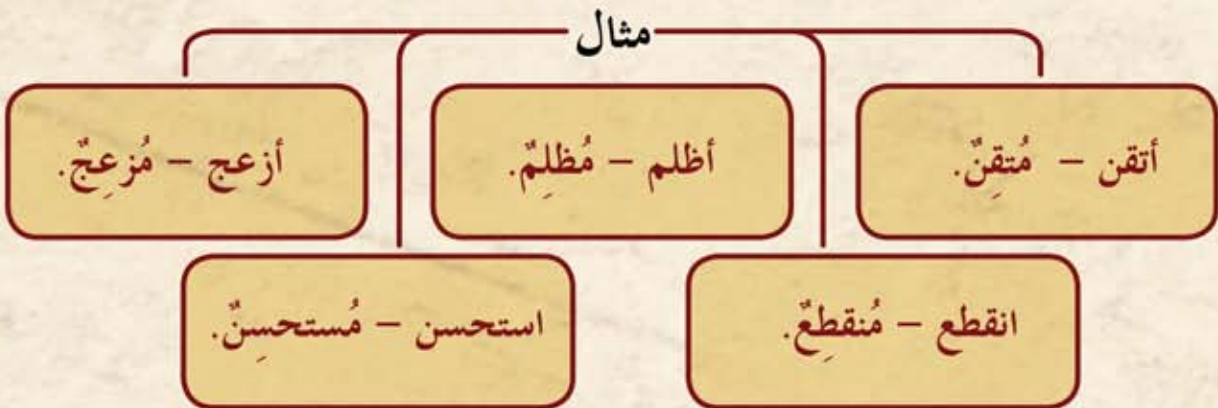 مثال
أتقن – مُتقِنٌ.
أظلم – مُظلِمٌ.
أزعج – مُزعِجٌ.
انقطع – مُنقطِعٌ.
استحسن – مُستحسِنٌ.